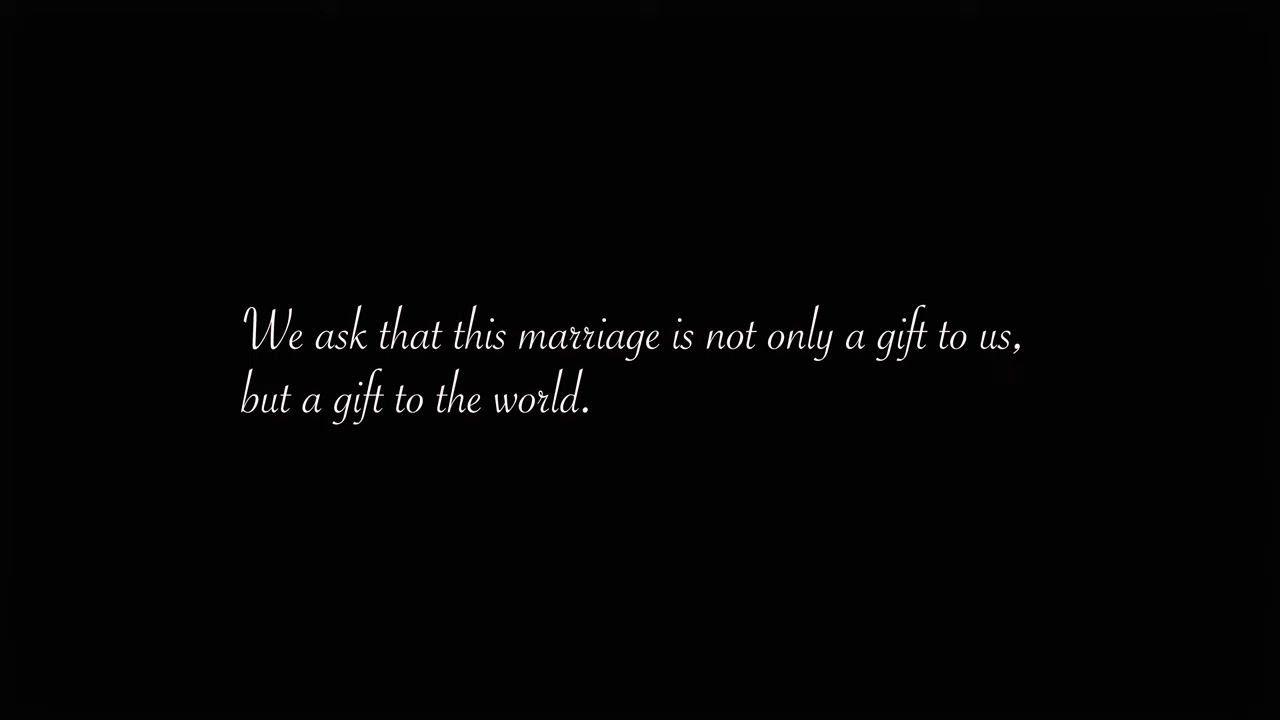 We ask that this marriage is not only a gift to us,
but a gift to the world.